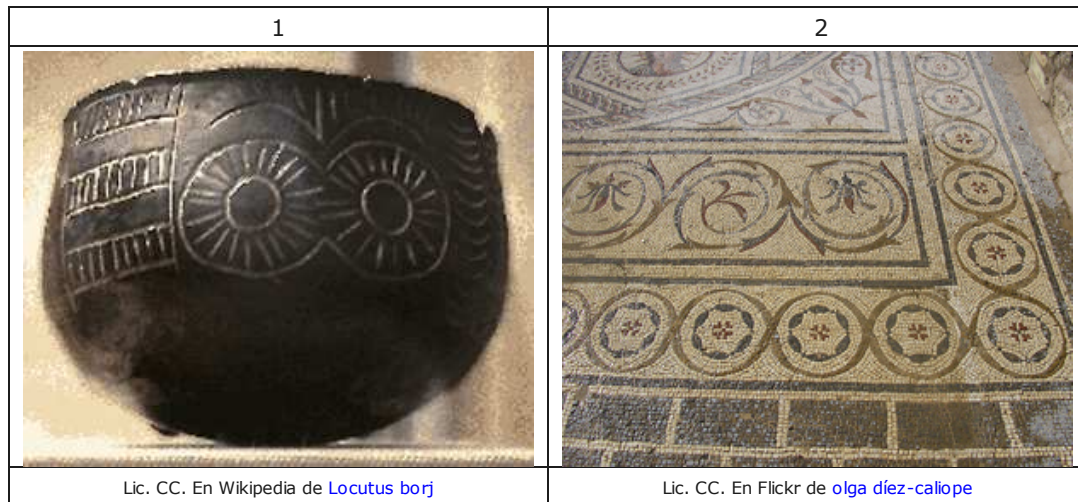 1
2
Lic. CC. En Wikipedia de Locutus borj
Lic. CC. En Flickr de olga díez-caliope